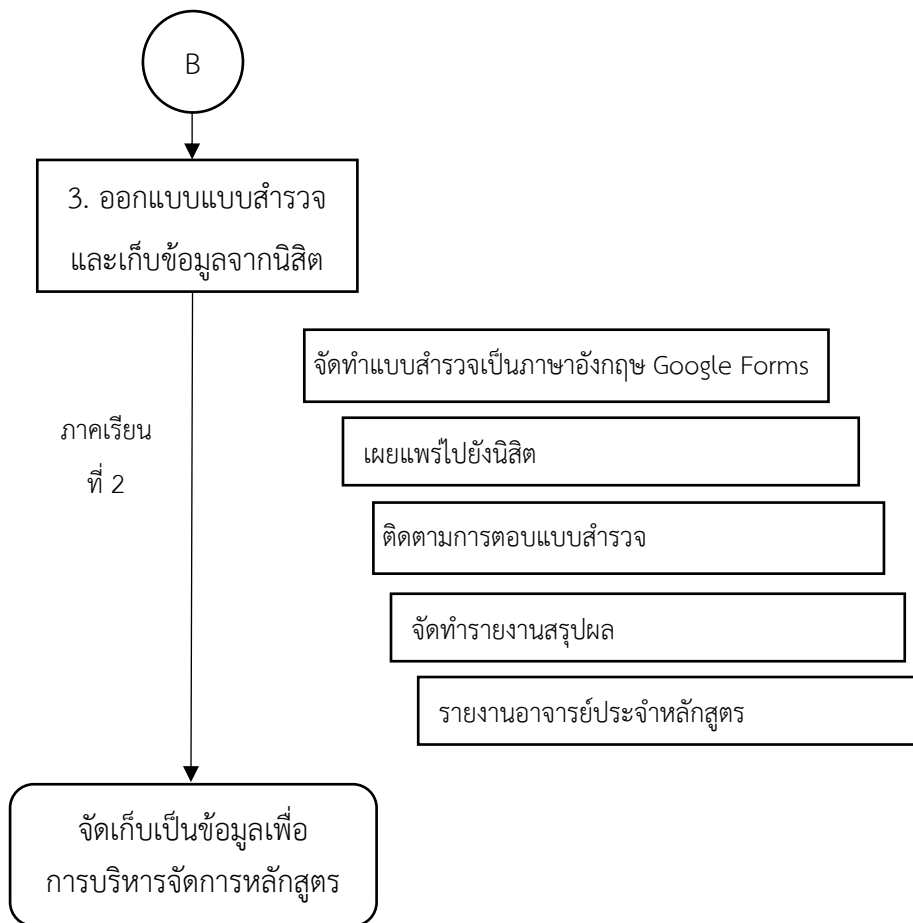 B
3. ออกแบบแบบสำรวจ
และเก็บข้อมูลจากนิสิต
จัดทำแบบสำรวจเป็นภาษาอังกฤษ Google Forms
ภาคเรียน
ที่ 2
เผยแพร่ไปยังนิสิต
ติดตามการตอบแบบสำรวจ
จัดทำรายงานสรุปผล
รายงานอาจารย์ประจำหลักสูตร
จัดเก็บเป็นข้อมูลเพื่อ
การบริหารจัดการหลักสูตร